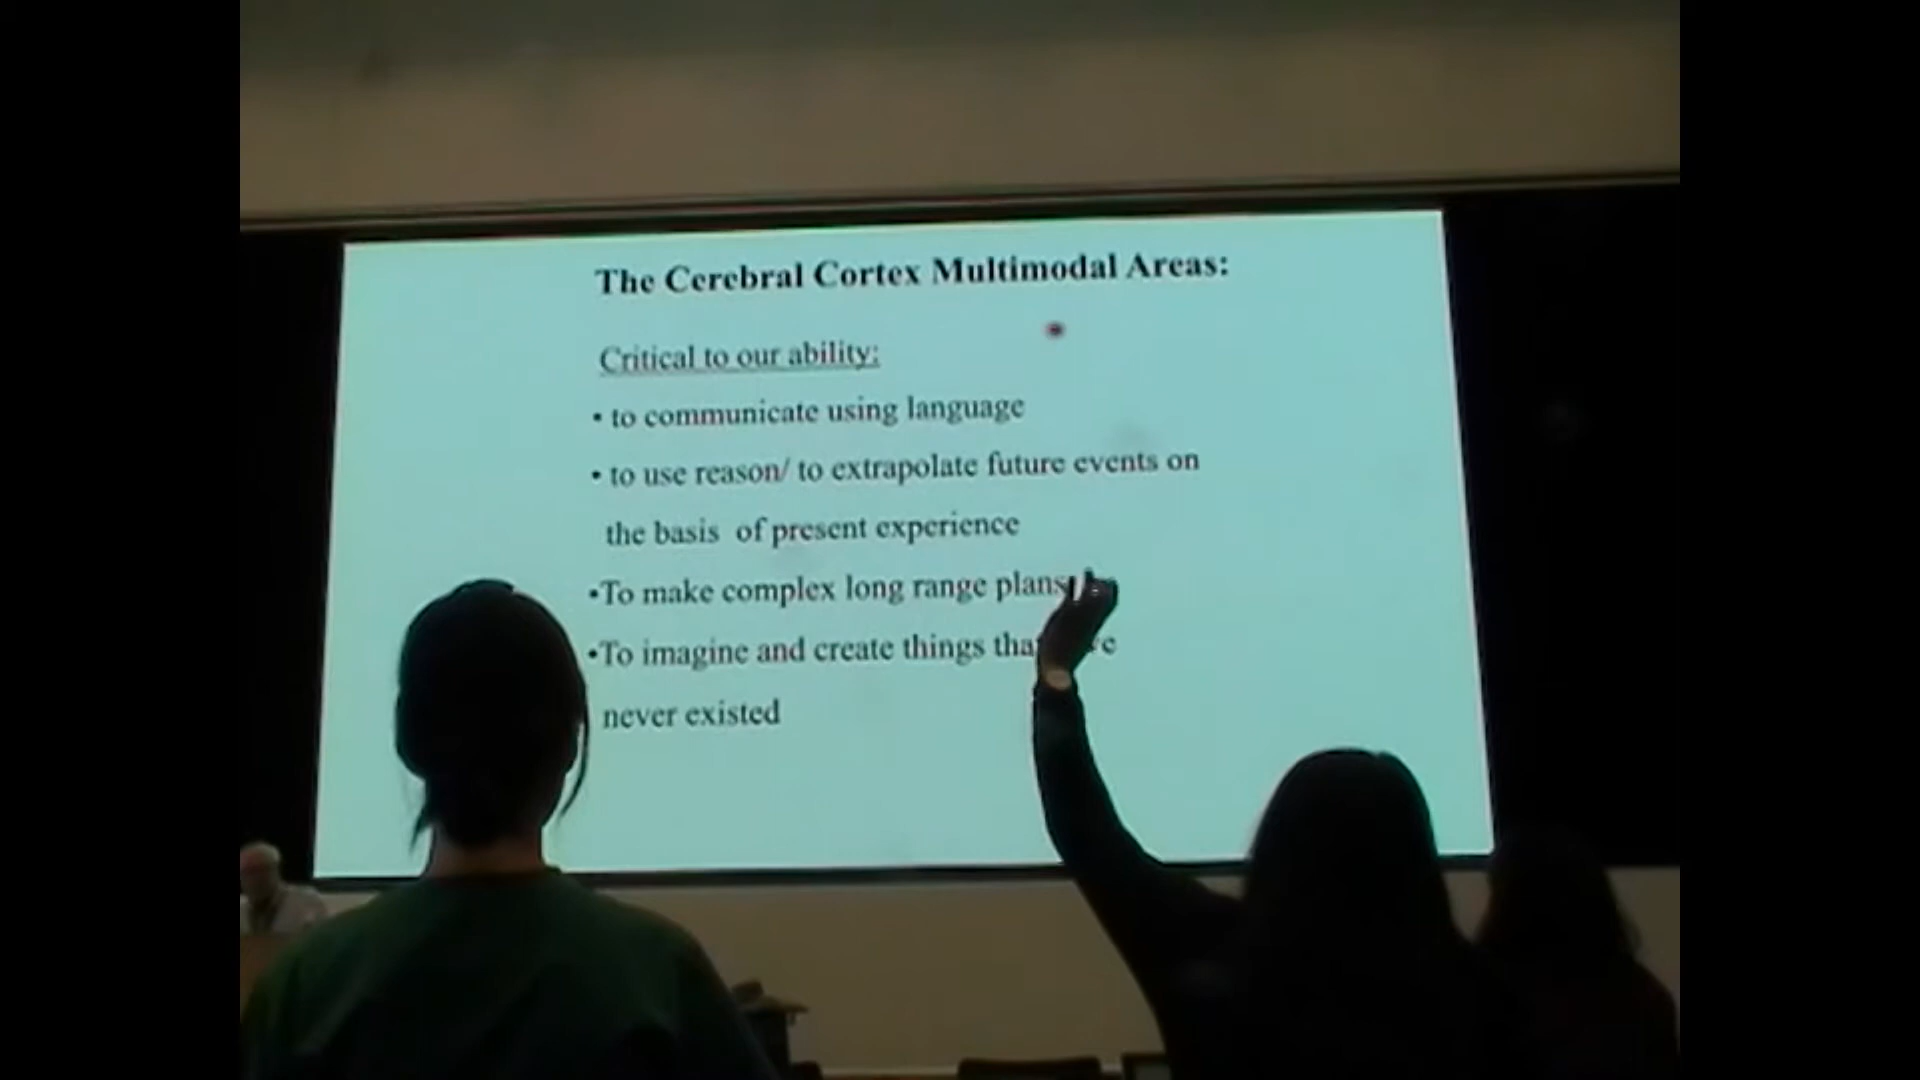 The Cerebral Cortex Multimodal Areas:
Critical to our ability:
• to communicate using language
• to use reason/ to extrapolate future events on
the basis of present experience
•To make complex long range plans
•To imagine and create things
never existed